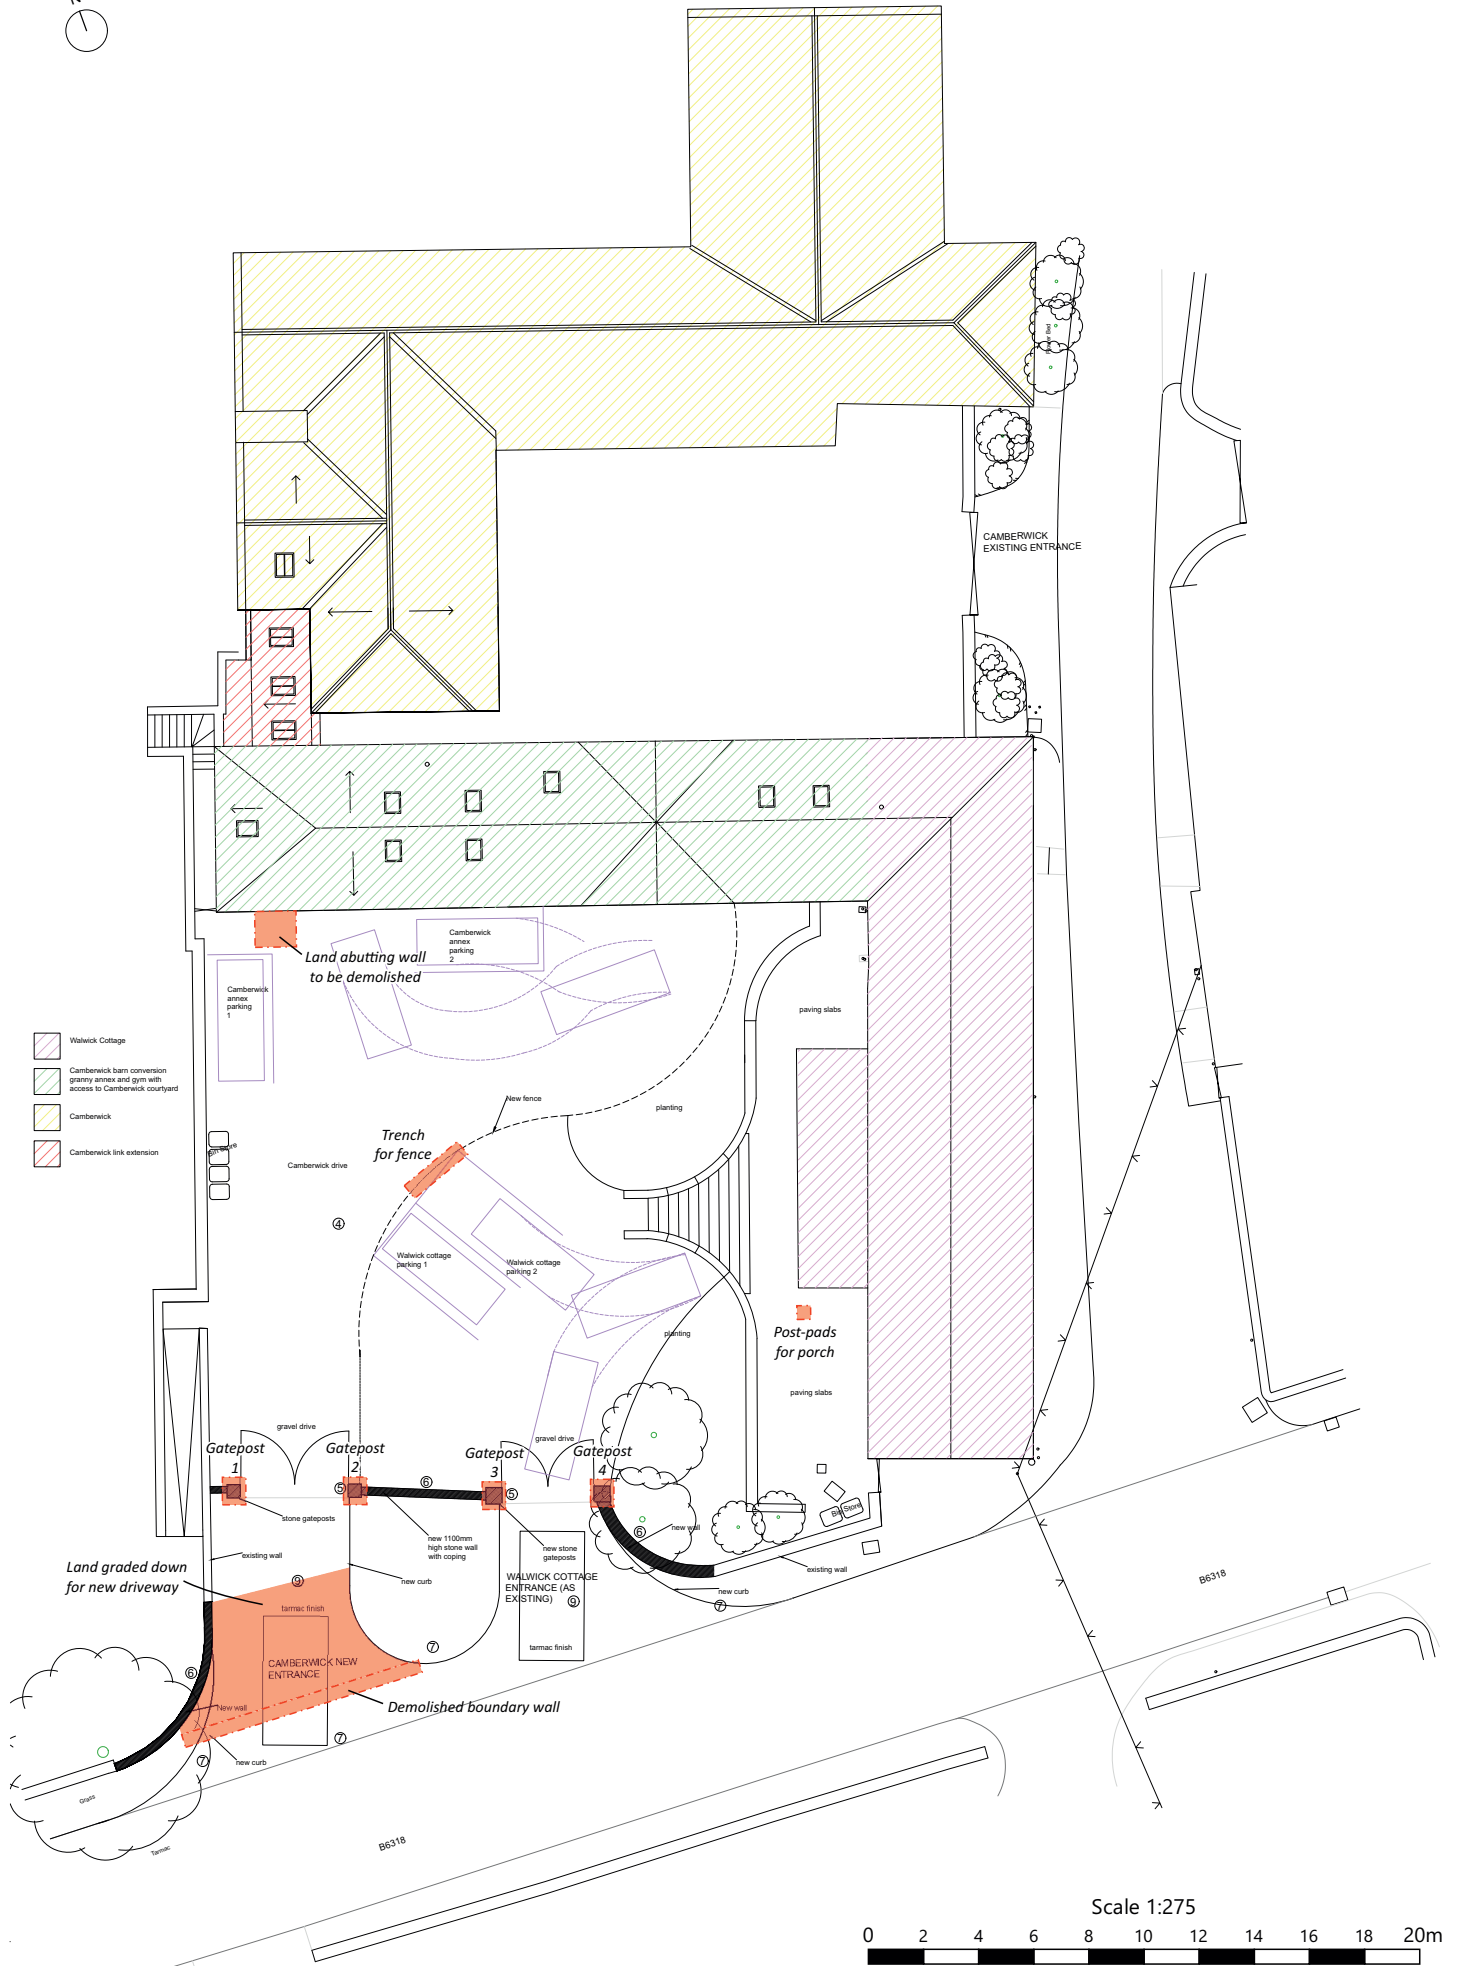 N
CAMBERWICK
EXISTING ENTRANCE
Camberwick
annex
parking
2
Land abutting wall
to be demolished
Camberwick
annex
parking
1
paving slabs
Walwick Cottage
Camberwick barn conversion
granny annex and gym with
access to Camberwick courtyard
Camberwick
Camberwick link extension
New fence
planting
Trench
for fence
Bin Store
Camberwick drive
4
Walwick cottage
parking 1
Walwick cottage
parking 2
planting
Post-pads
for porch
paving slabs
gravel drive
gravel drive
Gatepost
1
Gatepost
2
Gatepost
3
Gatepost
4
5
6
5
6
stone gateposts
new 1100mm
high stone wall
with coping
new stone
gateposts
new wall
Bin Store
existing wall
existing wall
Land graded down
for new driveway
9
new curb
WALWICK COTTAGE
ENTRANCE (AS
EXISTING)
9
new curb
7
B6318
tarmac finish
tarmac finish
7
CAMBERWICK NEW
ENTRANCE
6
New wall
Demolished boundary wall
7
7
new curb
Grass
Tarmac
B6318
Scale 1:275
0 2 4 6 8 10 12 14 16 18 20m